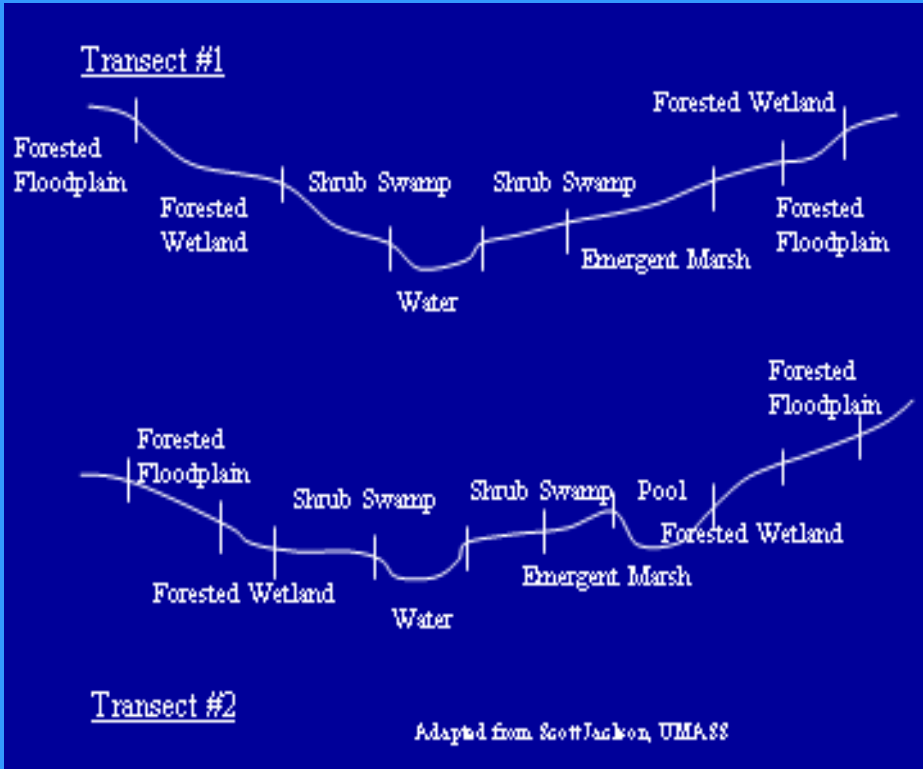 Transect #1
Forested Wetland
Forested
Floodplain
Shrub Swamp
Shrub Swamp
Forested
Wetland
Forested
Floodplain
Emergent Marsh
Water
Forested
Floodplain
Forested
Floodplain
Shrub Swamp
Shrub Swamp
Pool
Forested Wetland
Emergent Marsh
Forested Wetland
Water
Transect #2
Adapted from Scott Jackson, UMASS